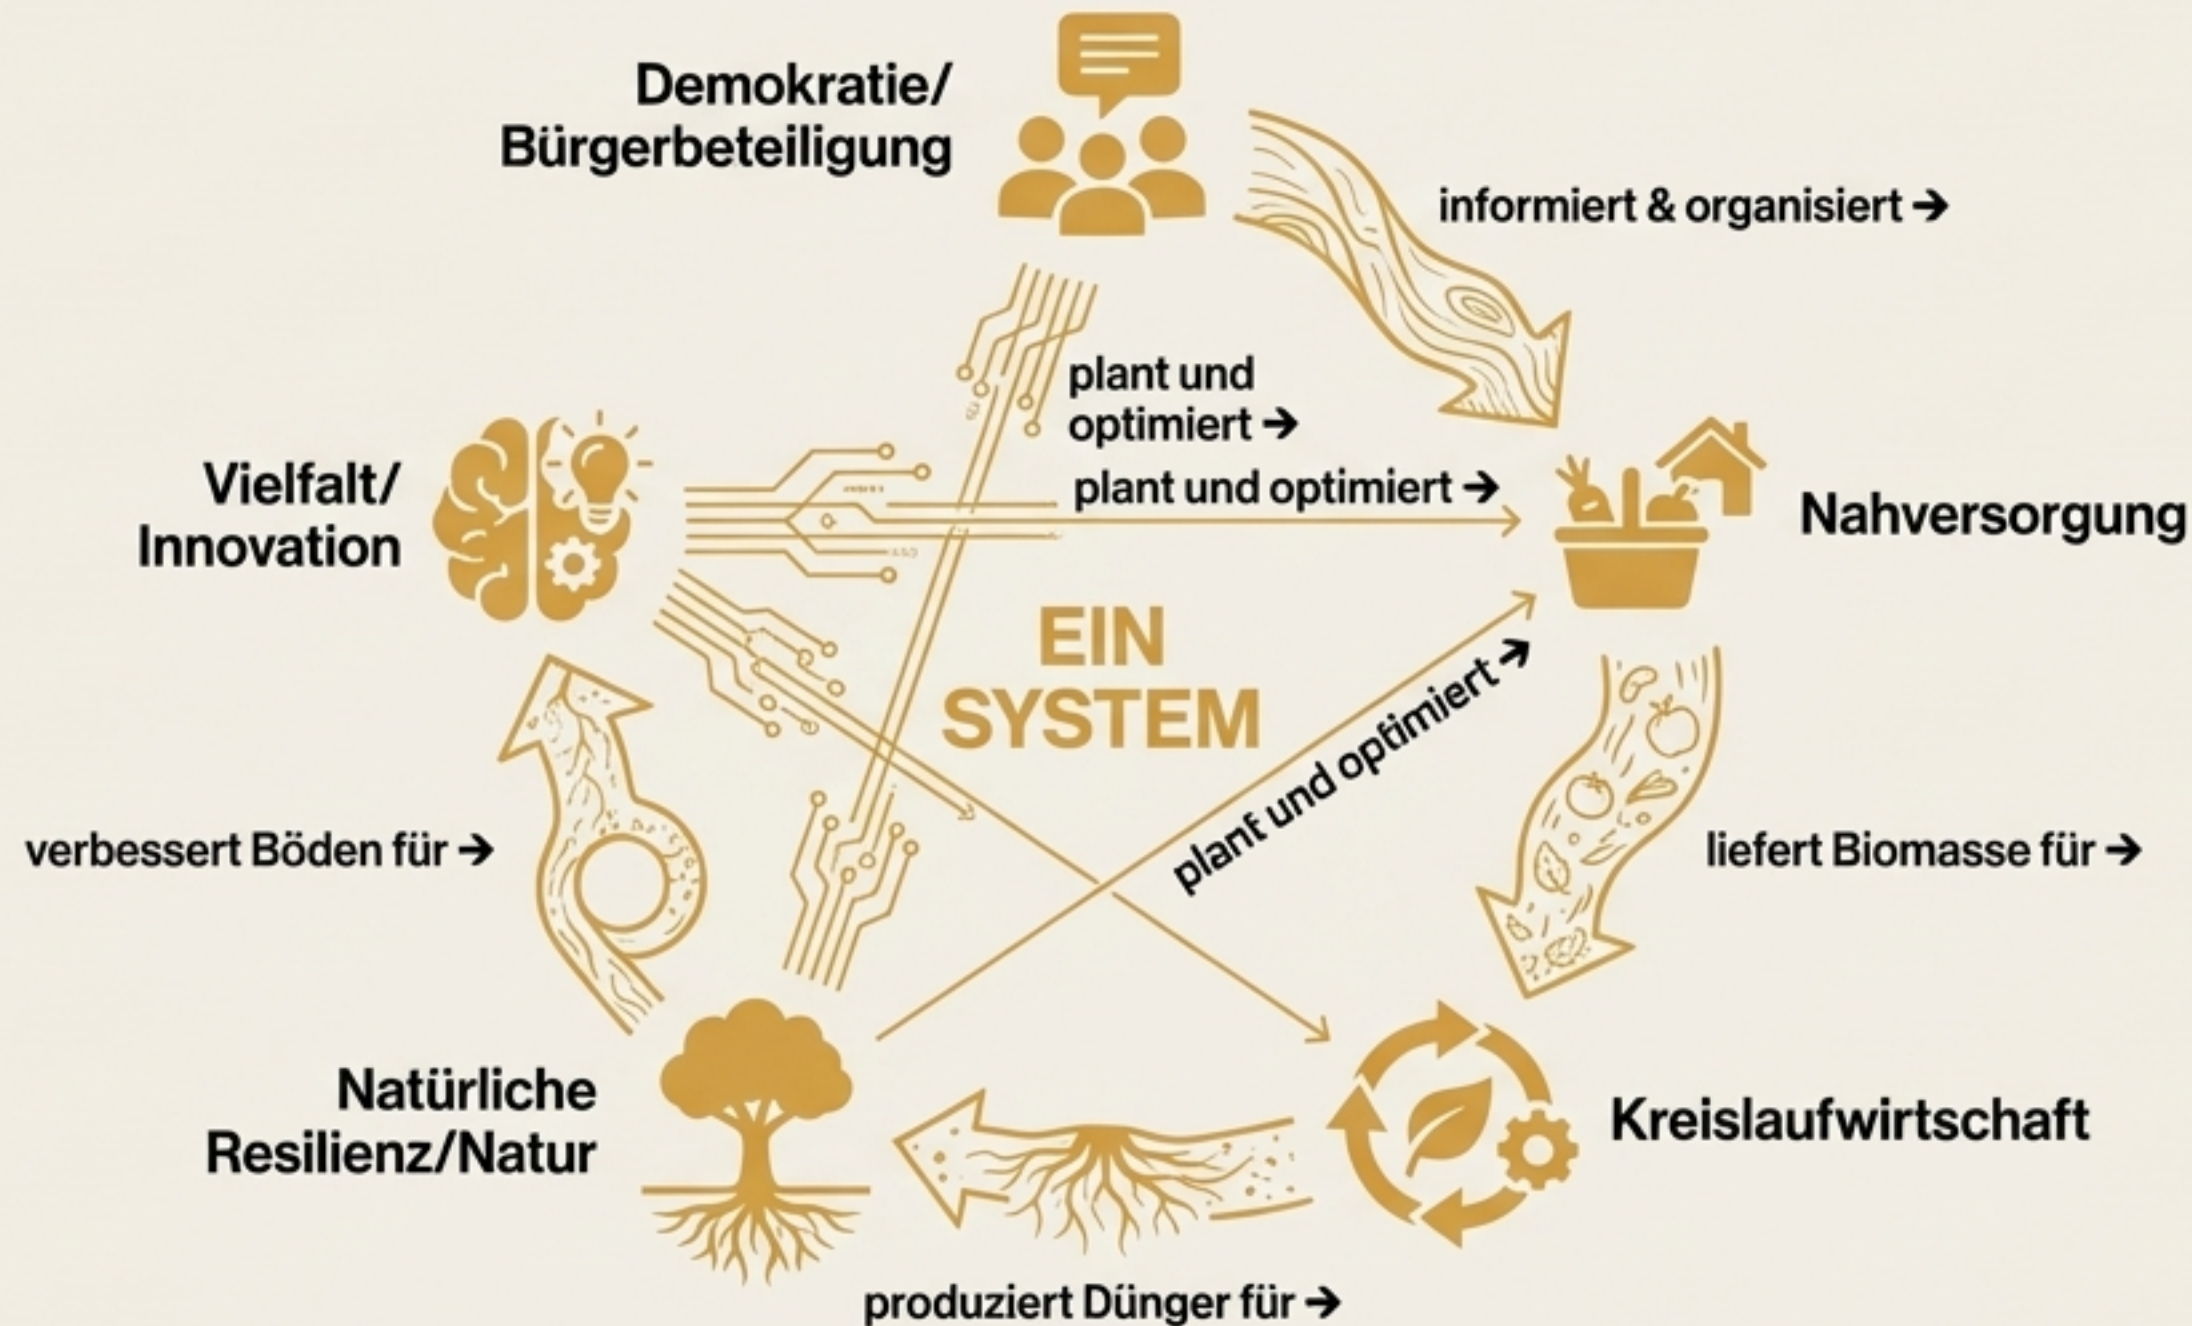 Demokratie/
Bürgerbeteiligung
informiert & organisiert →
plant und
optimiert →
plant und optimiert →
Vielfalt/
Innovation
Nahversorgung
EIN
SYSTEM
plant und optimiert →
verbessert Böden für →
liefert Biomasse für →
Natürliche
Resilienz/Natur
Kreislaufwirtschaft
produziert Dünger für →